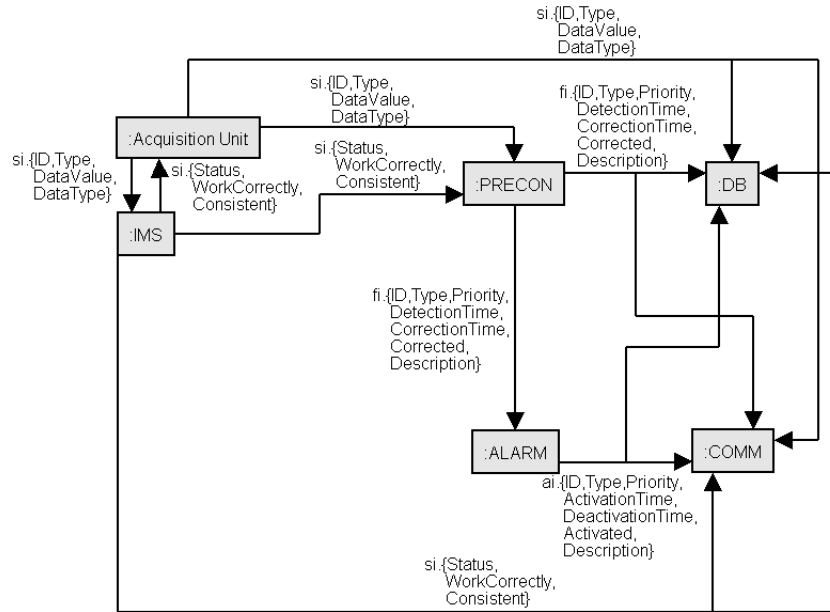 si.{ID,Type,
DataValue,
DataType}
si.{ID,Type,
DataValue,
DataType}
fi.{ID,Type,Priority,
DetectionTime,
CorrectionTime,
Corrected,
Description}
:Acquisition Unit
si.{ID,Type,
DataValue,
DataType}
si.{Status,
WorkCorrectly,
Consistent}
si.{Status,
WorkCorrectly,
Consistent}
:PRECON
:DB
:IMS
fi.{ID,Type,Priority,
DetectionTime,
CorrectionTime,
Corrected,
Description}
:ALARM
:COMM
ai.{ID,Type,Priority,
ActivationTime,
DeactivationTime,
Activated,
Description}
si.{Status,
WorkCorrectly,
Consistent}